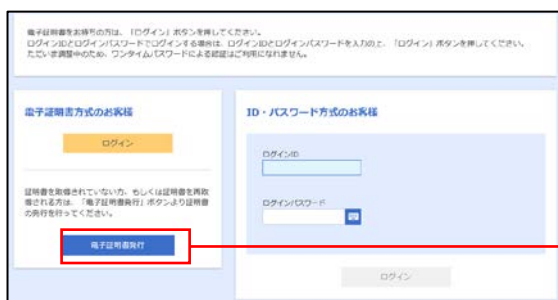 電子証明書をお持ちの方は、「ログイン」ボタンを押してください。
ログインIDとログインパスワードでログインする場合は、ログインIDとログインパスワードを入力の上、「ログイン」ボタンを押してください。
ただいま調整中のため、ワンタイムパスワードによる認証はご利用になれません。
電子証明書方式のお客様
ログイン
証明書を取得されていない方、もしくは証明書を再取
得される方は、「電子証明書発行」ボタンより証明書
の発行を行ってください。
電子証明書発行
ID・パスワード方式のお客様
ログインID
ログインパスワード
ログイン